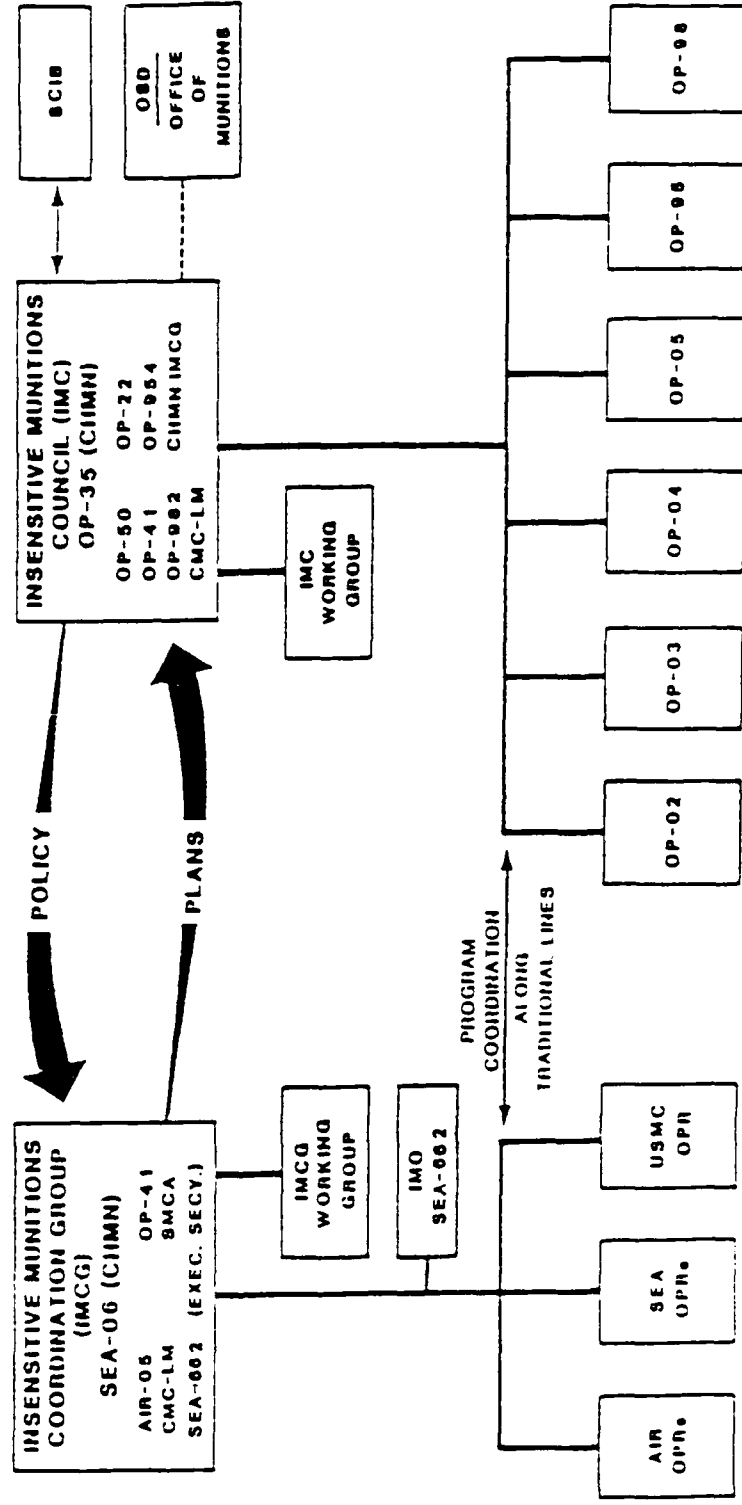 INSENSITIVE MUNITIONS
COORDINATION GROUP
(IMCG)
SEA-06 (CHMN)
AIR-05 OP-41
CMC-LM SMCA
SEA-662 (EXEC. SECY.)
POLICY
PLANS
INSENSITIVE MUNITIONS
COUNCIL (IMC)
OP-35 (CHMN)
OP-50 OP-22
OP-41 OP-954
OP-982 CHMN IMCG
CMC-LM
SCIB
OSD
OFFICE
OF
MUNITIONS
IMCG
WORKING
GROUP
IMO
SEA-662
IMC
WORKING
GROUP
PROGRAM
COORDINATION
ALONG
TRADITIONAL LINES
AIR
OPRs
SEA
OPRs
USMC
OPR
OP-02
OP-03
OP-04
OP-05
OP-95
OP-98